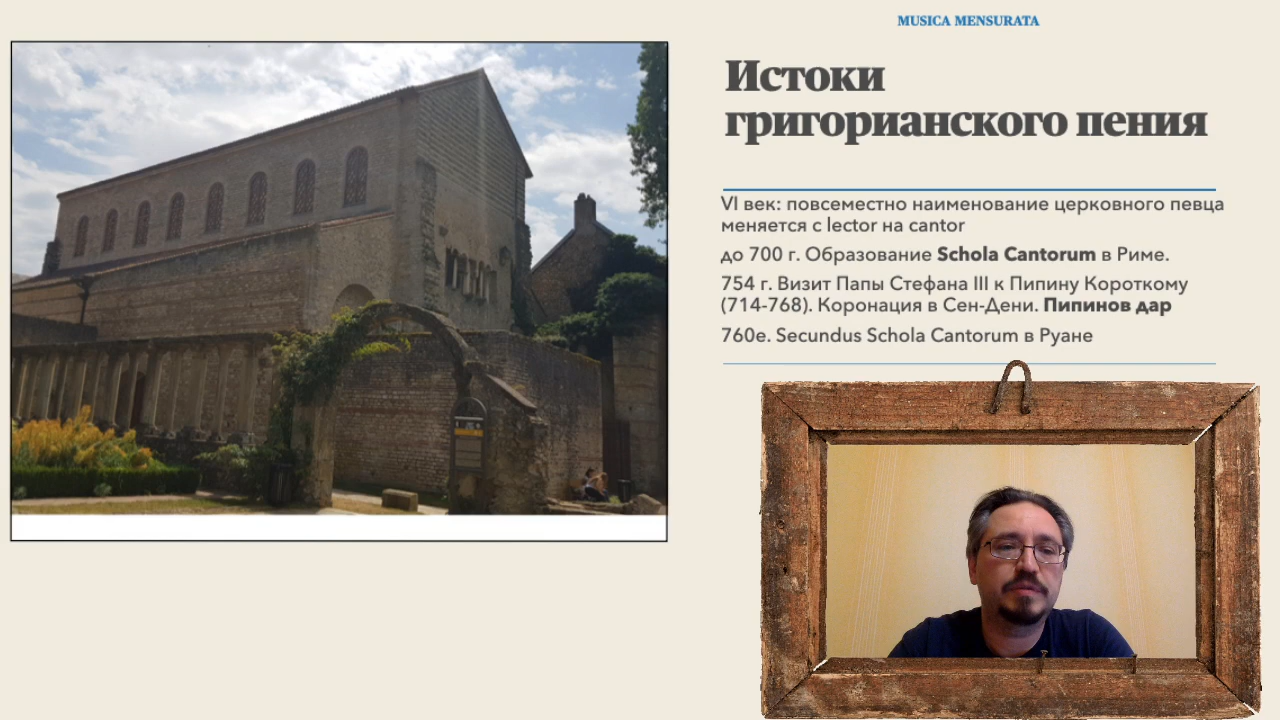 MUSICA MENSURATA
Истоки
григорианского пения
VI век: повсеместно наименование церковного певца
меняется с lector на cantor
до 700 г. Образование Schola Cantorum в Риме.
754 г. Визит Папы Стефана III к Пипину Короткому
(714-768). Коронация в Сен-Дени. Пипинов дар
760е. Secundus Schola Cantorum в Руане